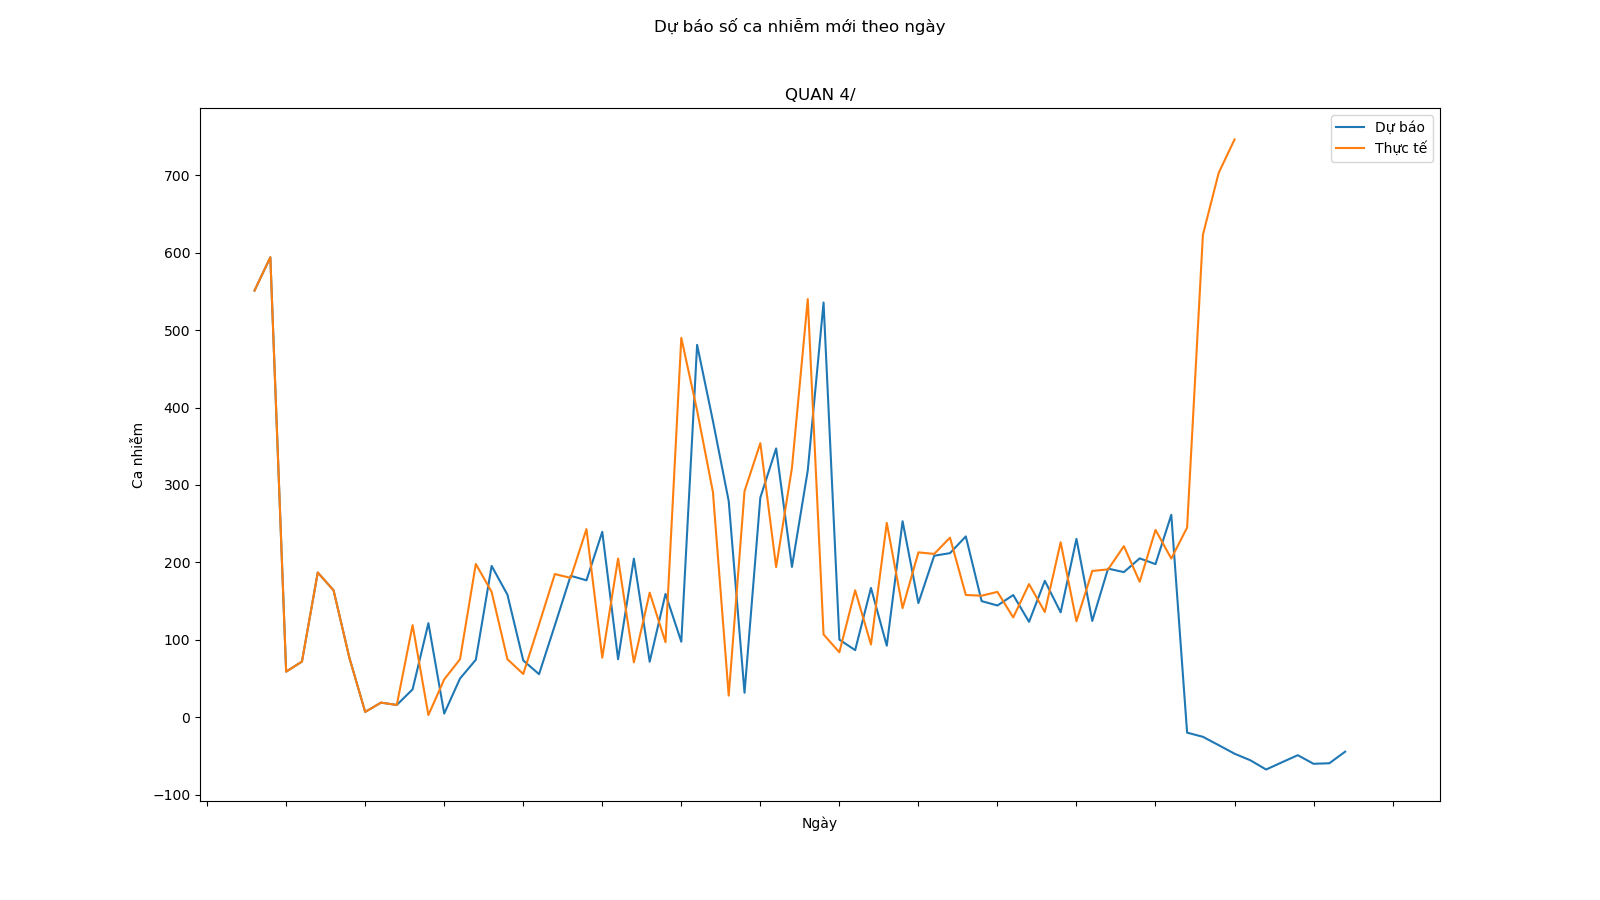 Dự báo số ca nhiễm mới theo ngày
QUAN 4/
Dự báo
Thực tế
700
600
500
400
300
200
100
0
−100
Ca nhiễm
Ngày